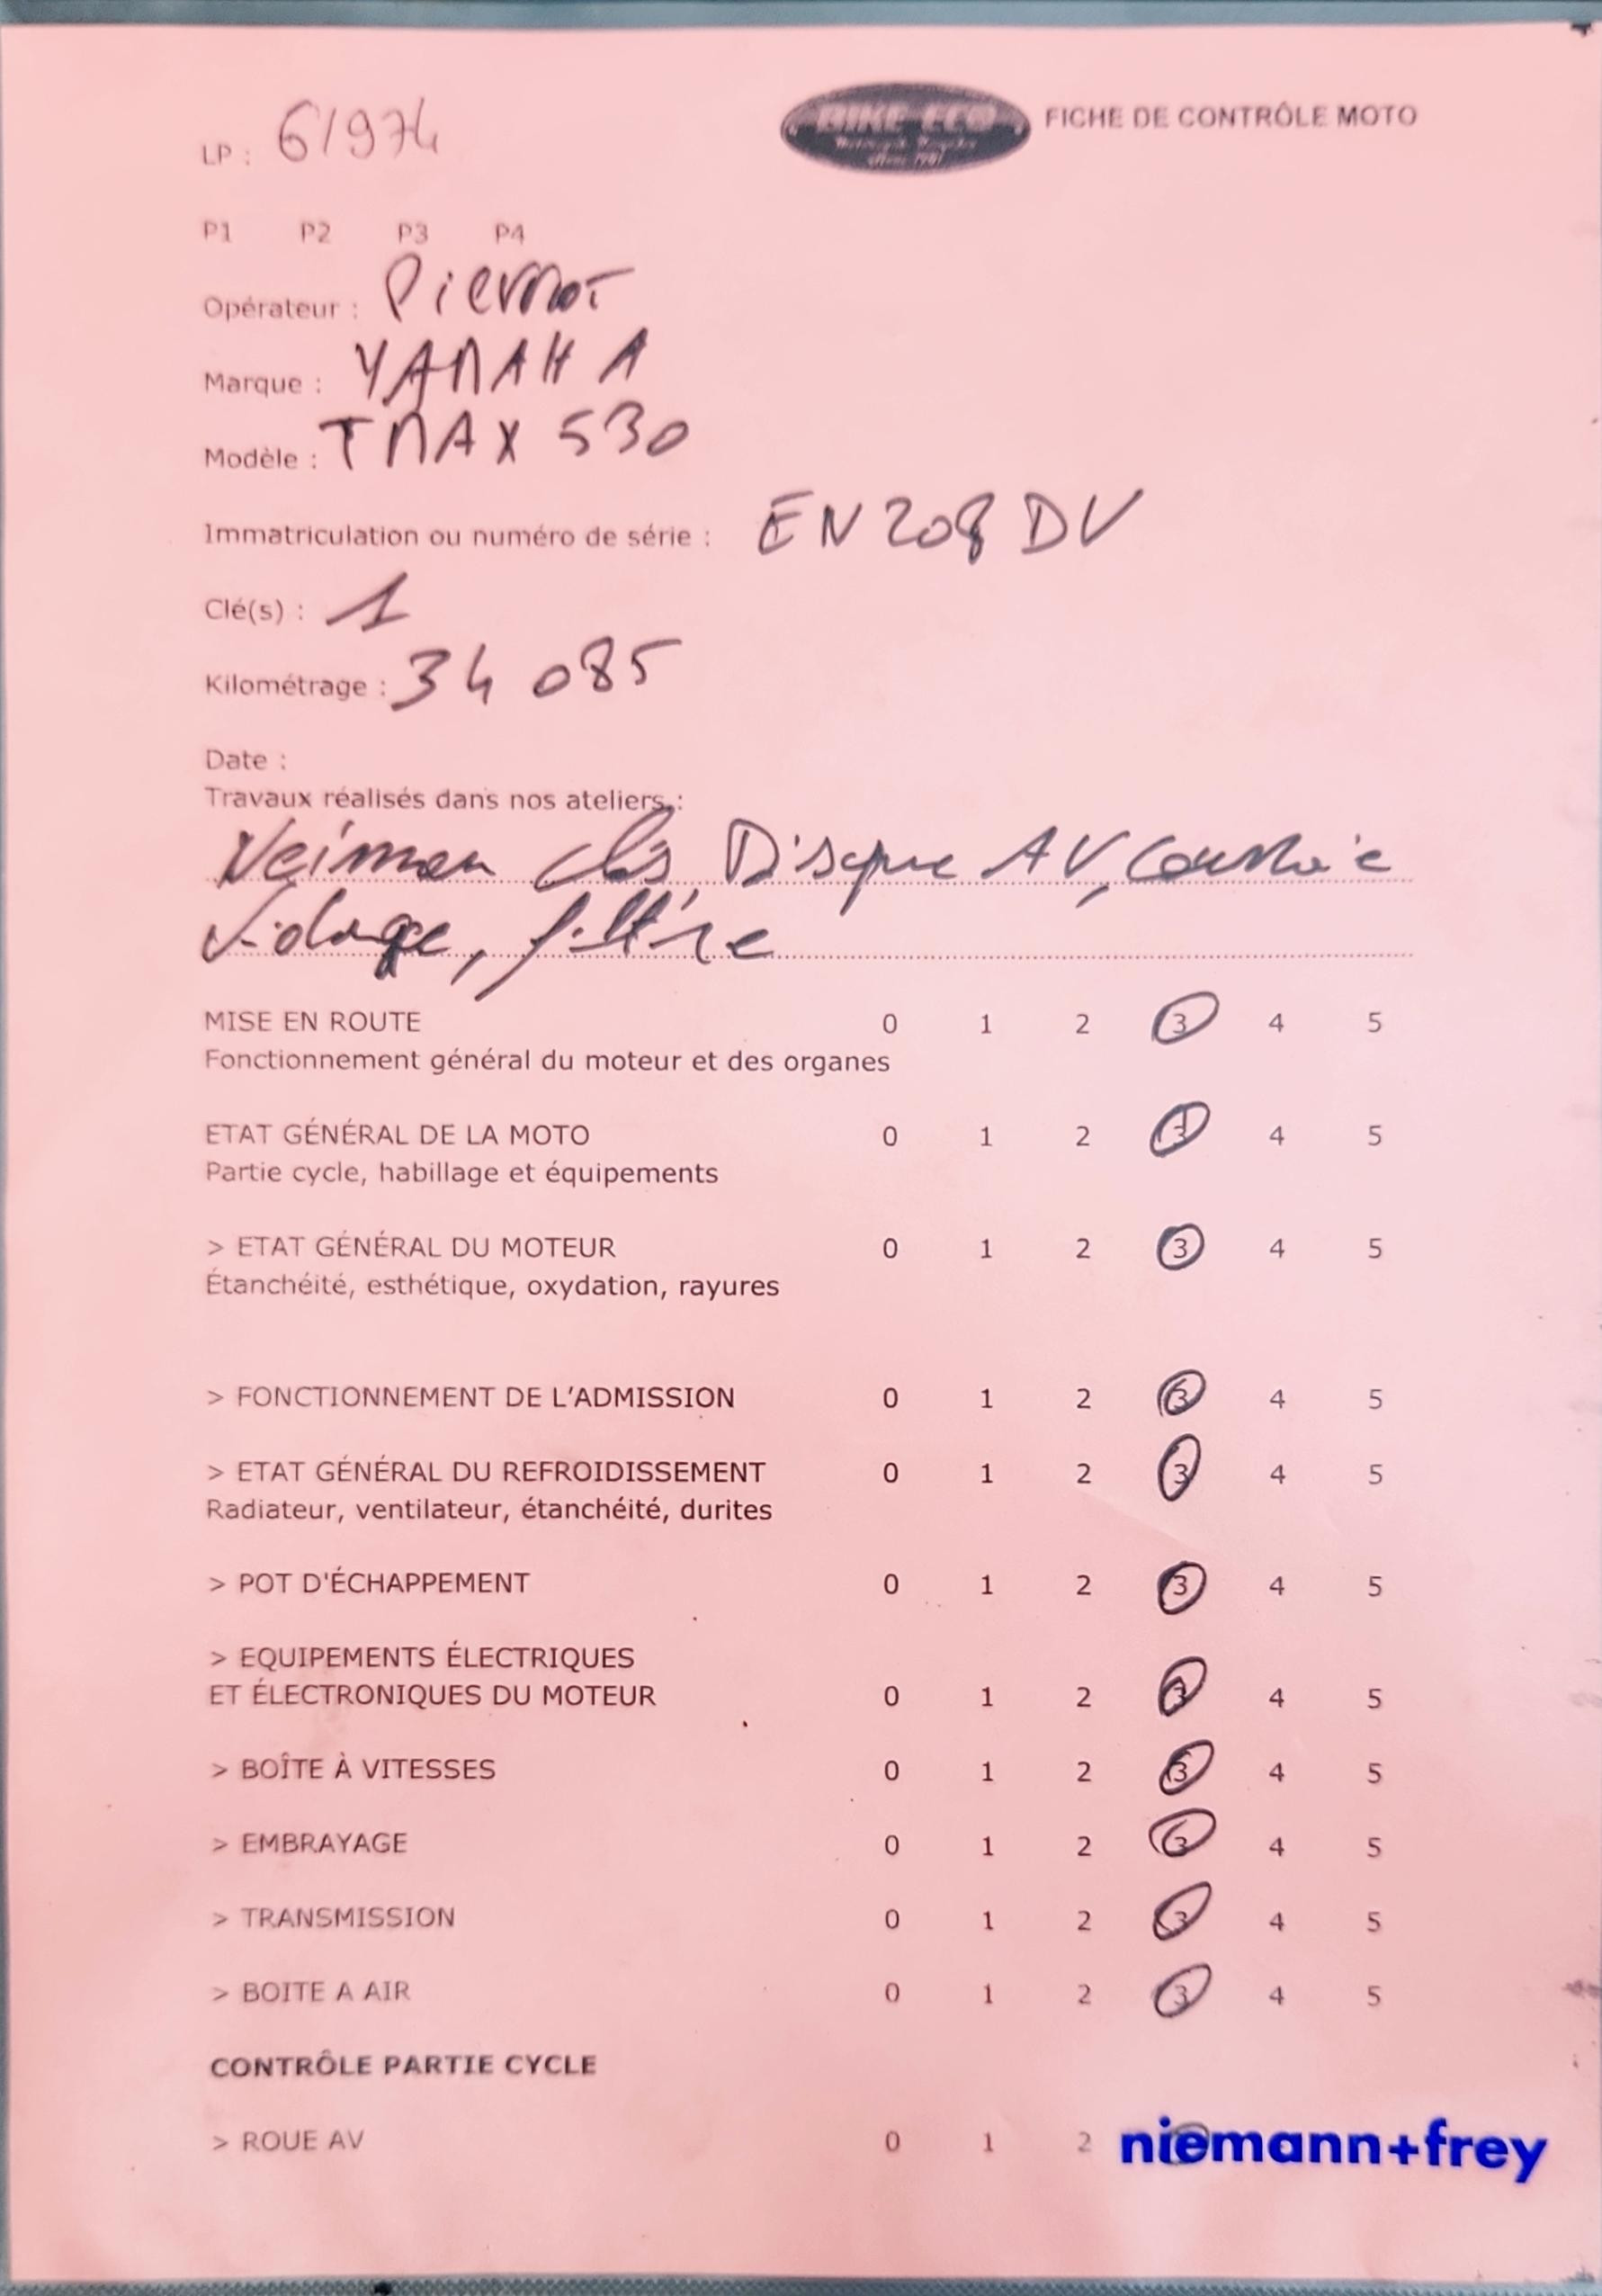 BIKE-ECO
FICHE DE CONTRÔLE MOTO
LP : 61974
P1 P2 P3 P4
Opérateur : Pierrot
Marque : YAMAHA
Modèle : TMAX 530
Immatriculation ou numéro de série : EN 208 DV
Clé(s) : 1
Kilométrage : 34 085
Date :
Travaux réalisés dans nos ateliers :
Neiman clés, Disque AV, Courroie
Vidange, filtre
MISE EN ROUTE 0 1 2 3 4 5
Fonctionnement général du moteur et des organes
ETAT GÉNÉRAL DE LA MOTO 0 1 2 3 4 5
Partie cycle, habillage et équipements
> ETAT GÉNÉRAL DU MOTEUR 0 1 2 3 4 5
Étanchéité, esthétique, oxydation, rayures
> FONCTIONNEMENT DE L'ADMISSION 0 1 2 3 4 5
> ETAT GÉNÉRAL DU REFROIDISSEMENT 0 1 2 3 4 5
Radiateur, ventilateur, étanchéité, durites
> POT D'ÉCHAPPEMENT 0 1 2 3 4 5
> EQUIPEMENTS ÉLECTRIQUES
ET ÉLECTRONIQUES DU MOTEUR 0 1 2 3 4 5
> BOÎTE À VITESSES 0 1 2 3 4 5
> EMBRAYAGE 0 1 2 3 4 5
> TRANSMISSION 0 1 2 3 4 5
> BOITE A AIR 0 1 2 3 4 5
CONTRÔLE PARTIE CYCLE
> ROUE AV 0 1 2
niemann+frey